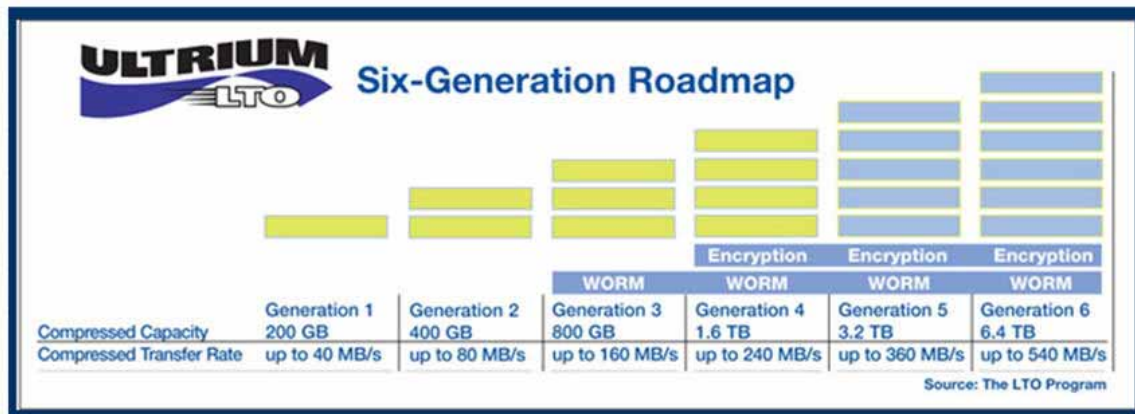 ULTRIUM
LTO
Six-Generation Roadmap
Encryption Encryption Encryption
WORM WORM WORM WORM
Generation 1 Generation 2 Generation 3 Generation 4 Generation 5 Generation 6
Compressed Capacity 200 GB 400 GB 800 GB 1.6 TB 3.2 TB 6.4 TB
Compressed Transfer Rate up to 40 MB/s up to 80 MB/s up to 160 MB/s up to 240 MB/s up to 360 MB/s up to 540 MB/s
Source: The LTO Program